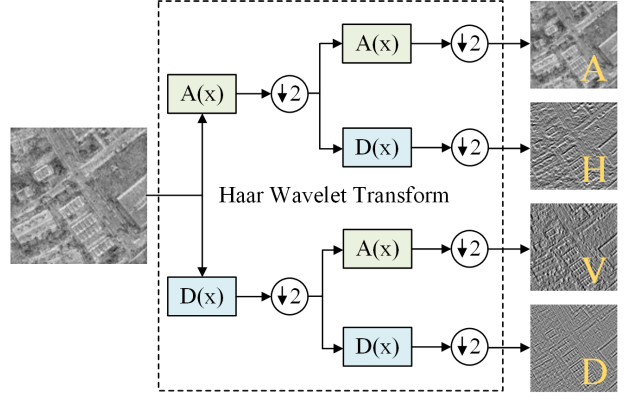 A(x)
↓2
A
A(x)
↓2
D(x)
↓2
H
Haar Wavelet Transform
A(x)
↓2
V
D(x)
↓2
D(x)
↓2
D